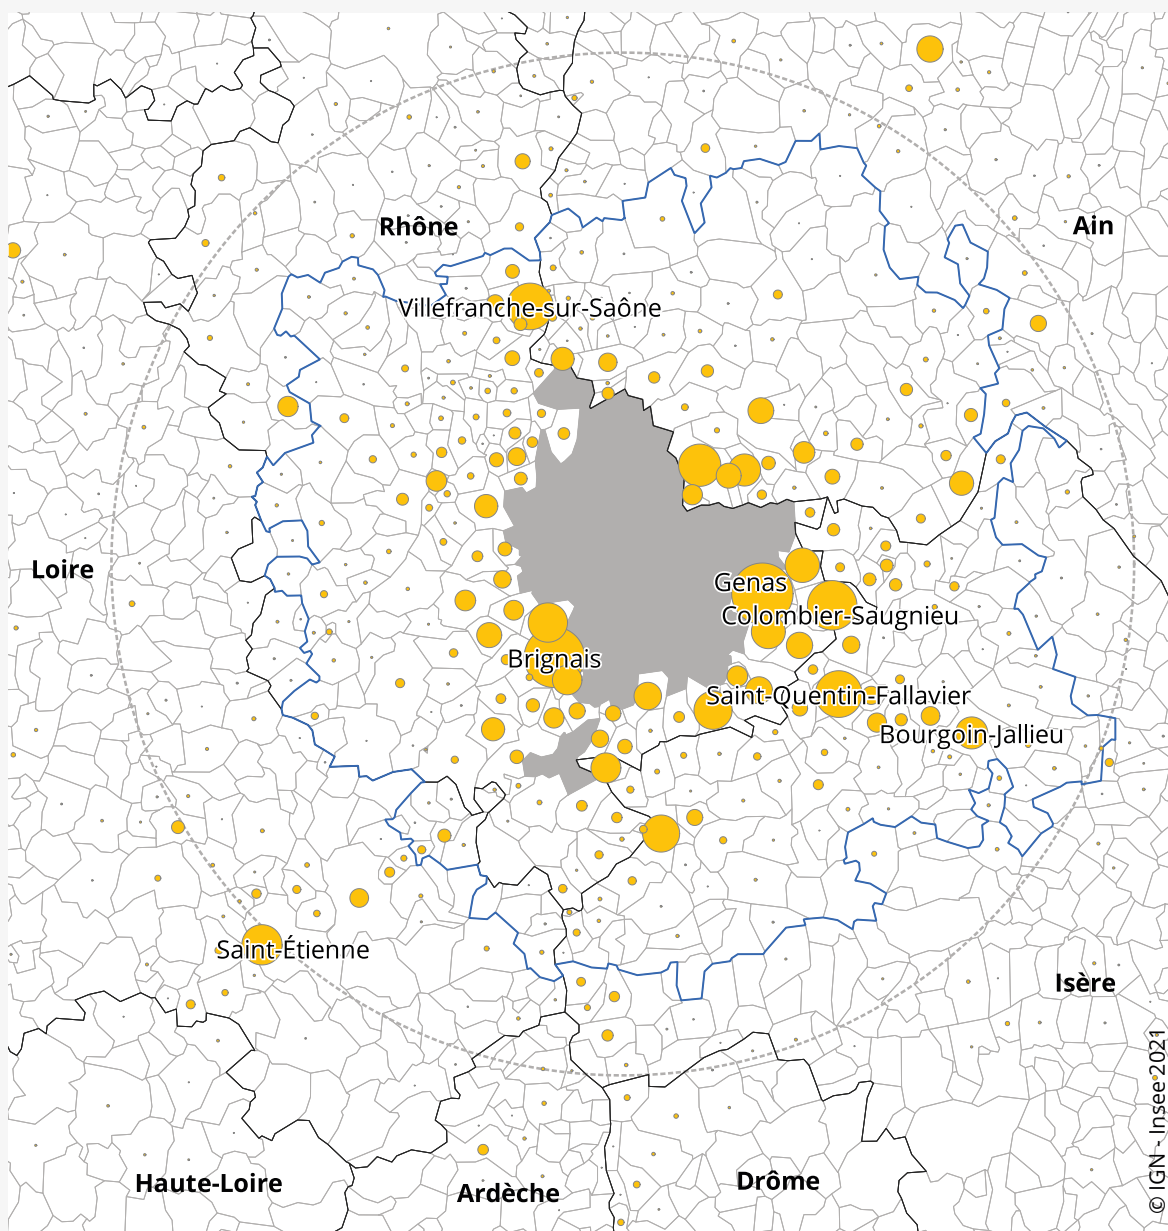 Rhône
Ain
Villefranche-sur-Saône
Loire
Genas
Colombier-Saugnieu
Brignais
Saint-Quentin-Fallavier
Bourgoin-Jallieu
Saint-Étienne
Isère
Haute-Loire
Ardèche
Drôme
© IGN - Insee 2021